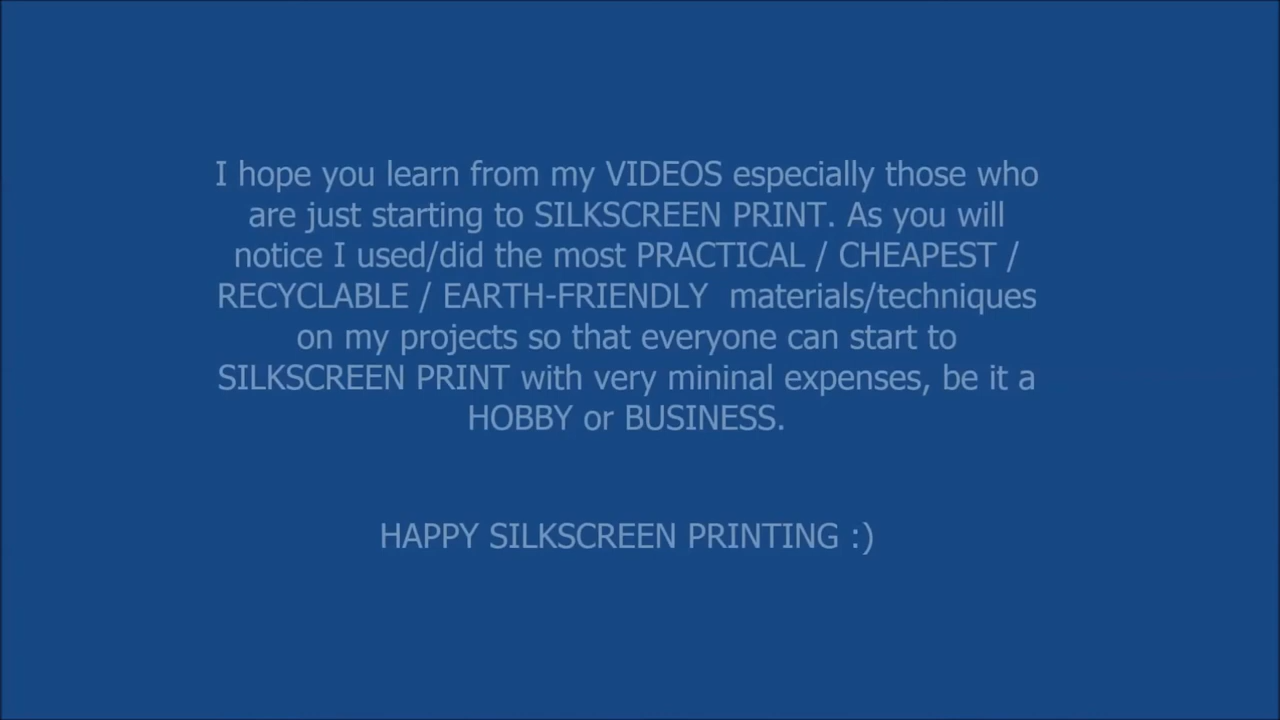 I hope you learn from my VIDEOS especially those who
are just starting to SILKSCREEN PRINT. As you will
notice I used/did the most PRACTICAL / CHEAPEST /
RECYCLABLE / EARTH-FRIENDLY  materials/techniques
on my projects so that everyone can start to
SILKSCREEN PRINT with very mininal expenses, be it a
HOBBY or BUSINESS.
HAPPY SILKSCREEN PRINTING :)